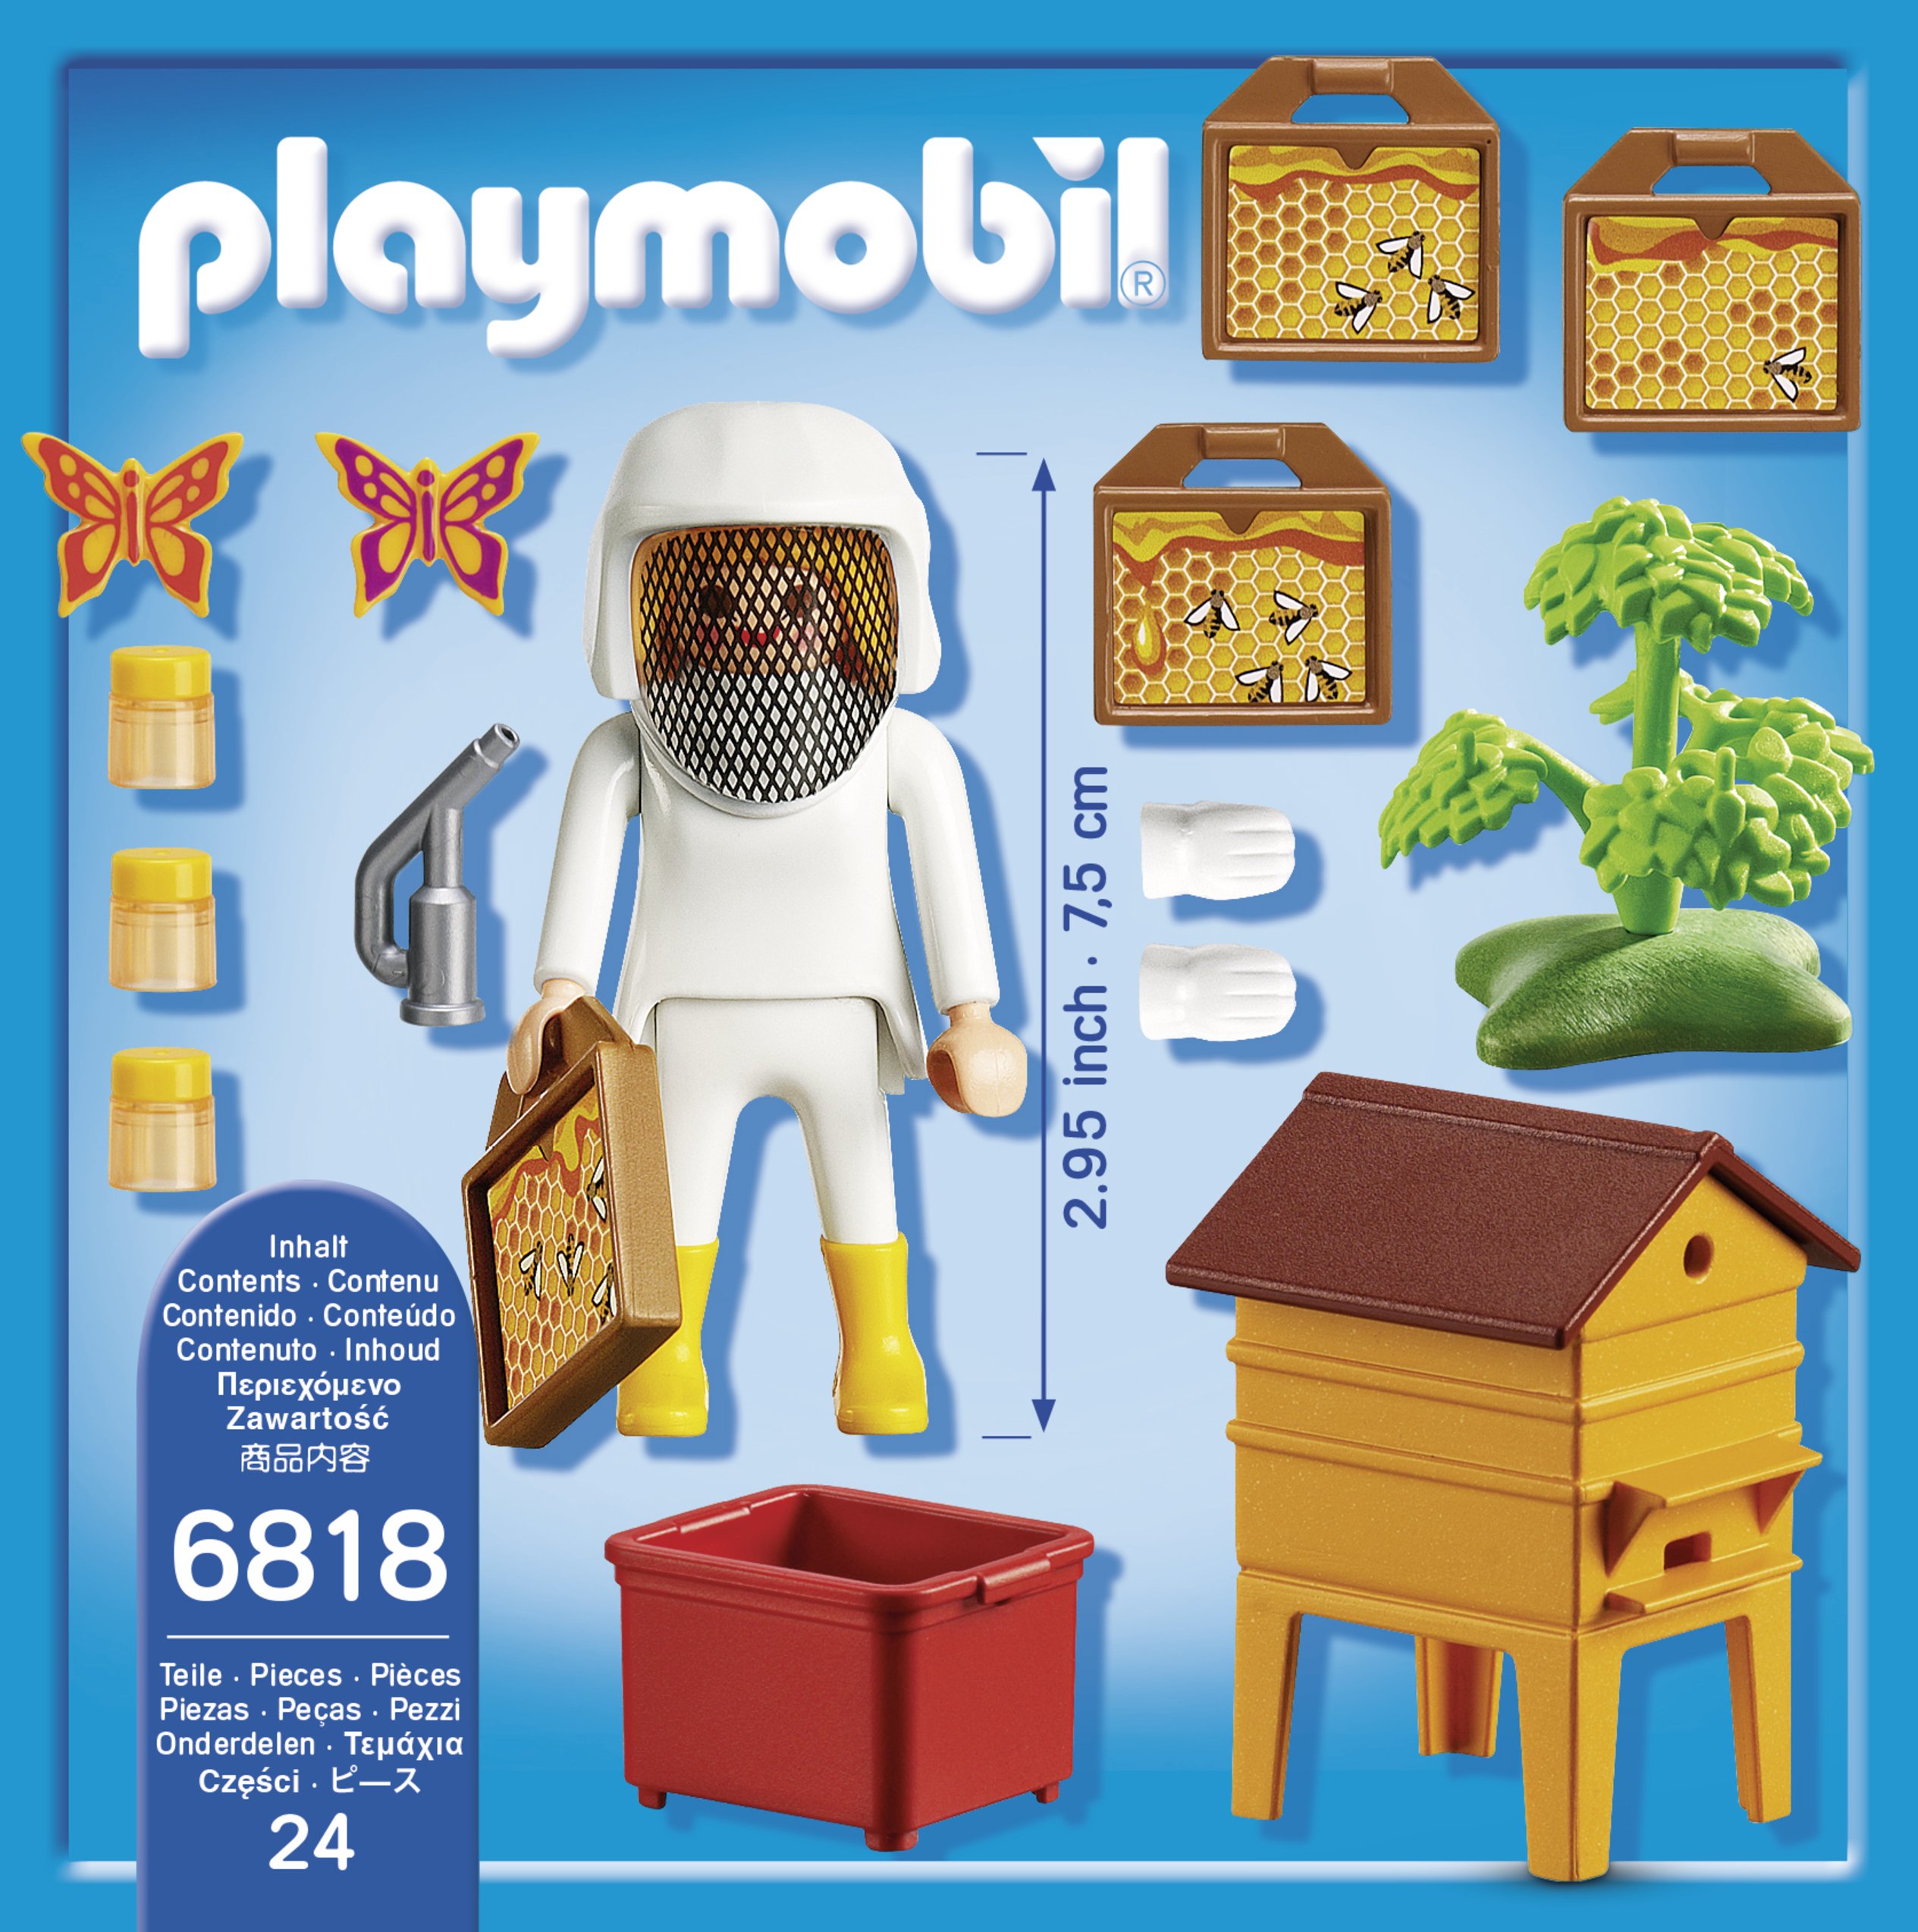 playmobil®
2.95 inch · 7,5 cm
Inhalt
Contents · Contenu
Contenido · Conteúdo
Contenuto · Inhoud
Περιεχόμενο
Zawartość
商品内容
6818
Teile · Pieces · Pièces
Piezas · Peças · Pezzi
Onderdelen · Τεμάχια
Części · ピース
24